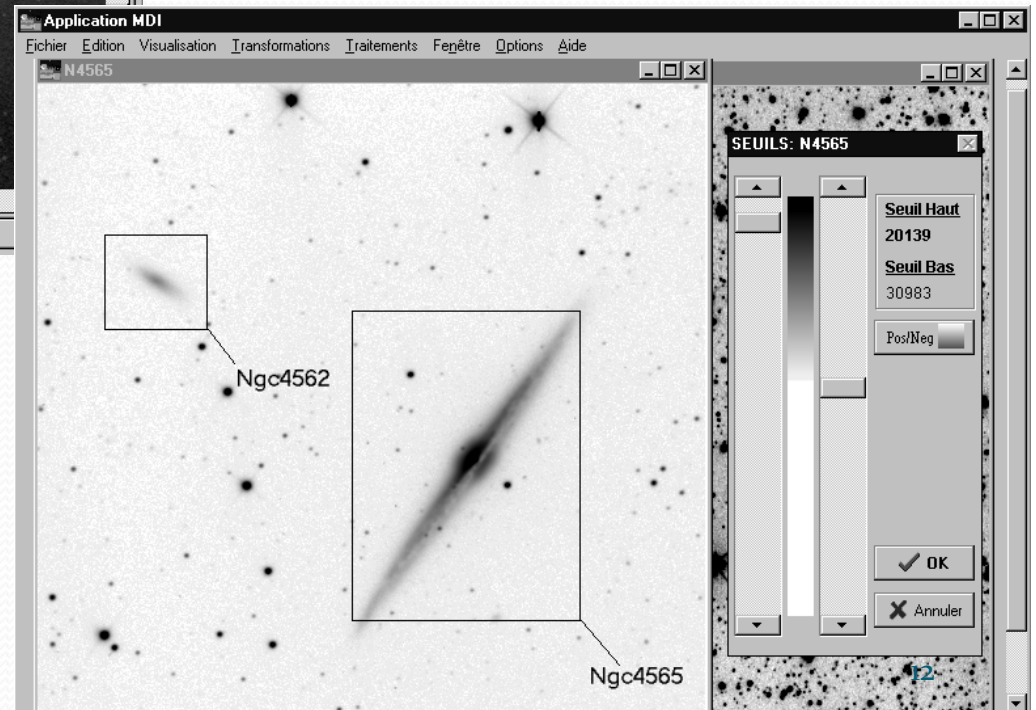 Application MDI
Fichier Edition Visualisation Transformations Traitements Fenêtre Options Aide
N4565
Ngc4562
Ngc4565
SEUILS: N4565
Seuil Haut
20139
Seuil Bas
30983
Pos/Neg
OK
Annuler
12